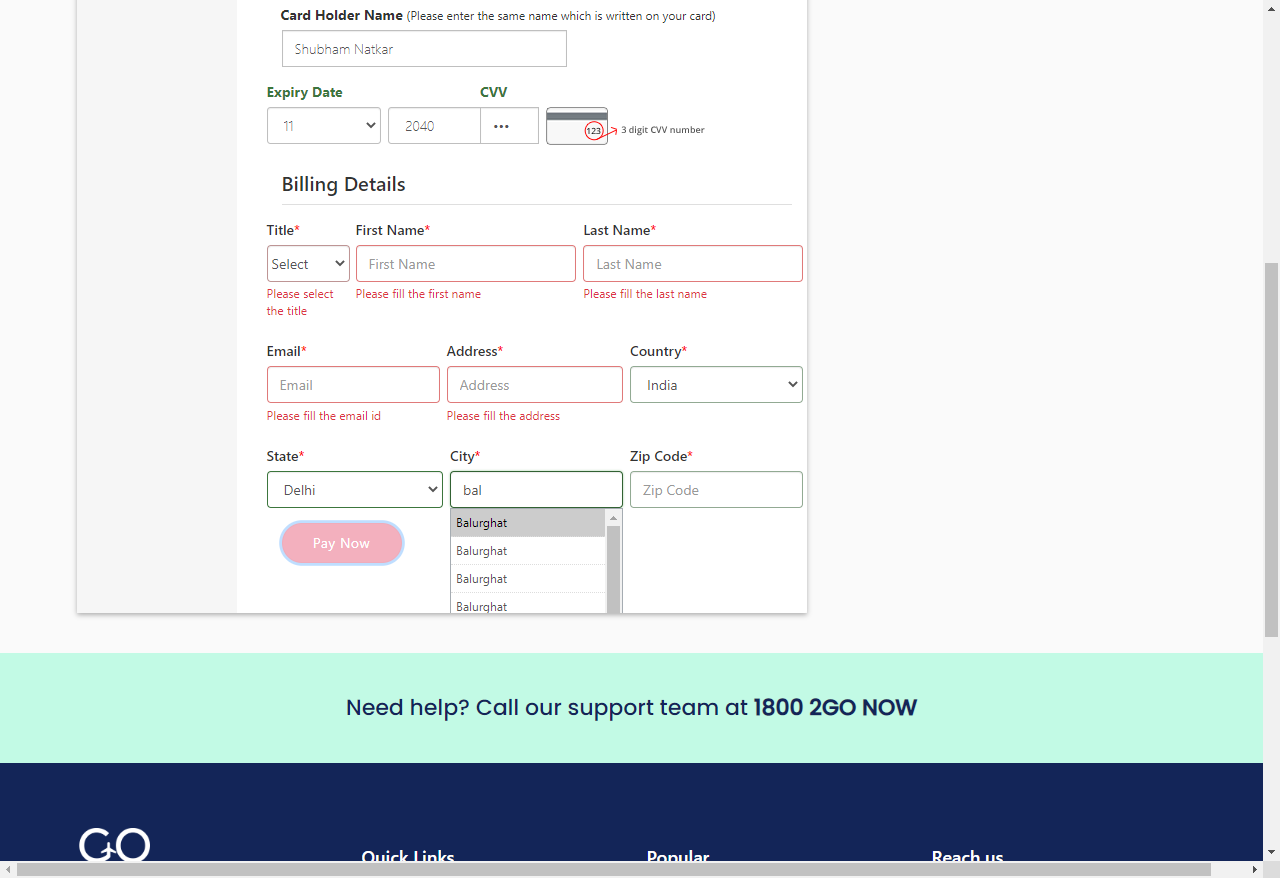 Card Holder Name (Please enter the same name which is written on your card)
Shubham Natkar
Expiry Date CVV
11 2040 ••• 123 3 digit CVV number
Billing Details
Title* First Name* Last Name*
Select First Name Last Name
Please select the title Please fill the first name Please fill the last name
Email* Address* Country*
Email Address India
Please fill the email id Please fill the address
State* City* Zip Code*
Delhi bal Zip Code
Balurghat
Pay Now
Balurghat
Balurghat
Balurghat
Need help? Call our support team at 1800 2GO NOW
GO
Quick Links Popular Reach us